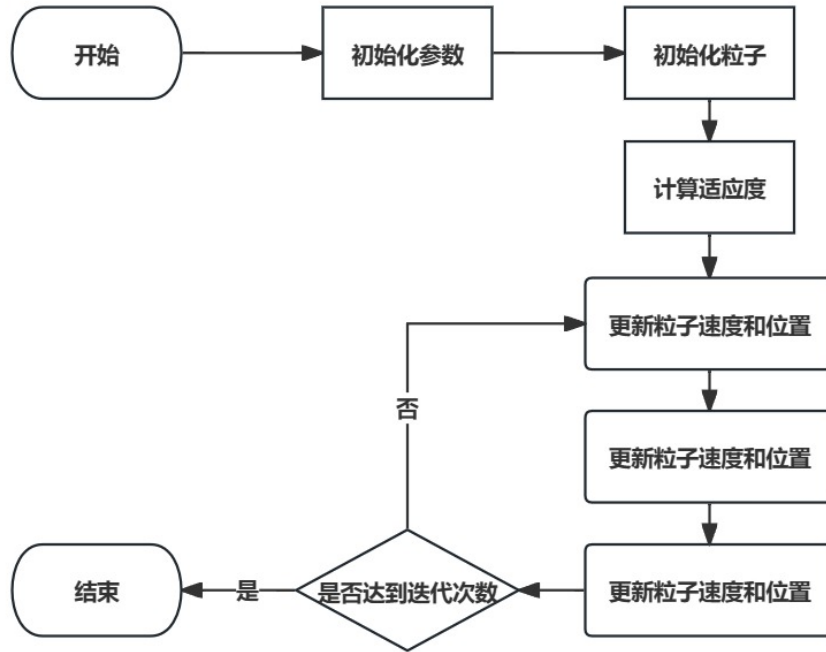 开始
初始化参数
初始化粒子
计算适应度
更新粒子速度和位置
否
更新粒子速度和位置
更新粒子速度和位置
是否达到迭代次数
是
结束